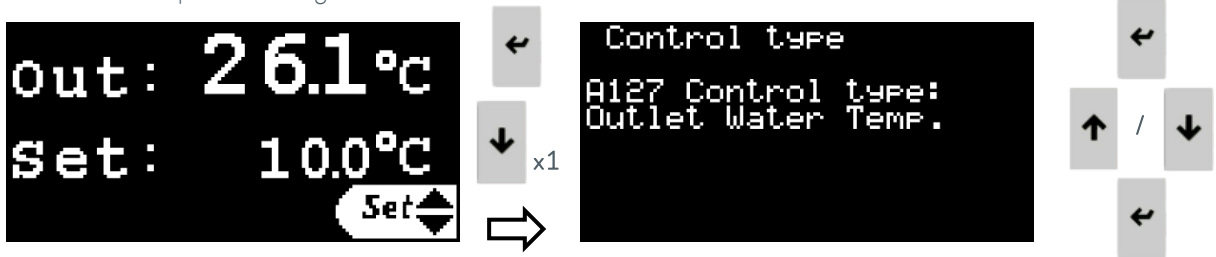 Out: 26.1°C
Set: 10.0°C
Set
x1
Control type
A127 Control type:
Outlet Water Temp.
/